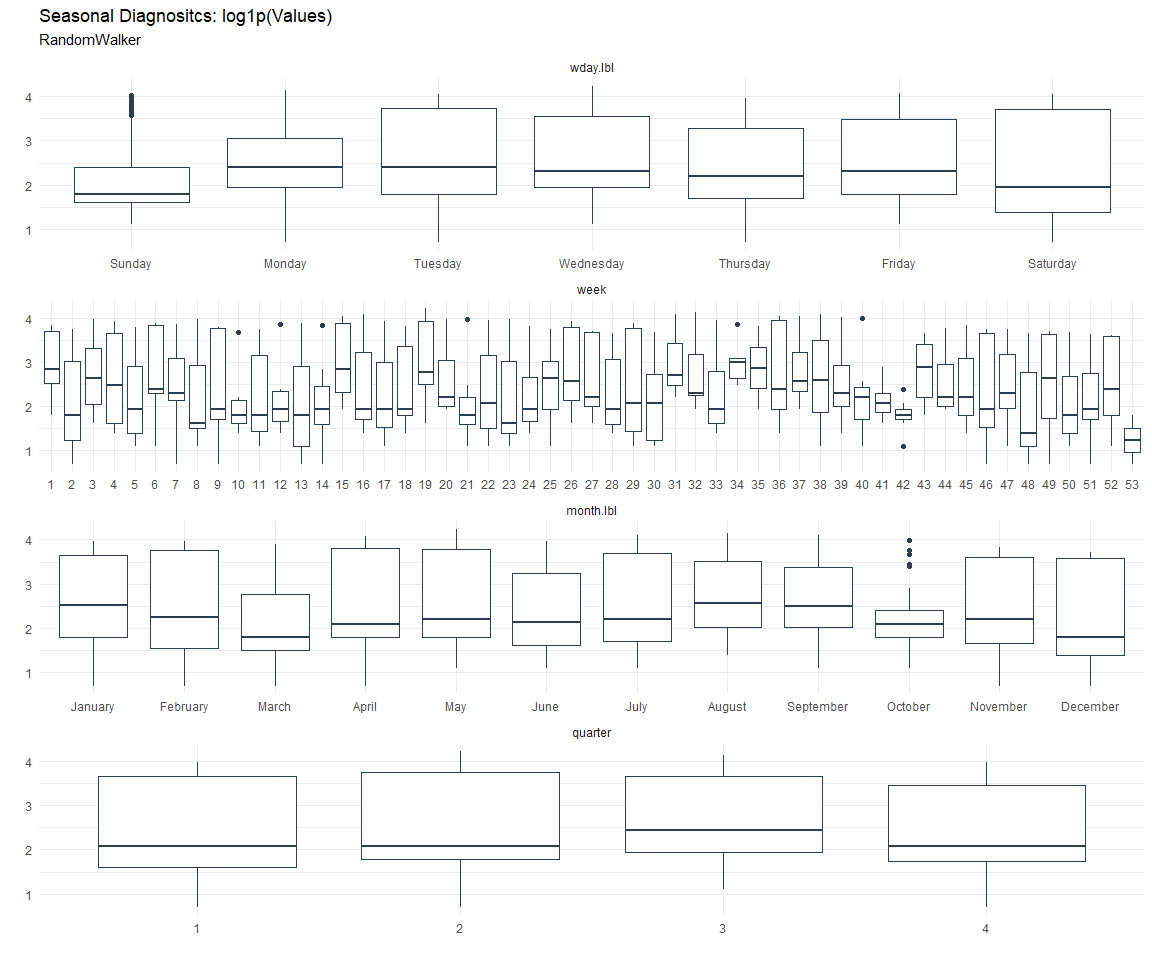 Seasonal Diagnositcs: log1p(Values)
RandomWalker
wday.lbl
4
3
2
1
Sunday Monday Tuesday Wednesday Thursday Friday Saturday
week
4
3
2
1
1 2 3 4 5 6 7 8 9 10 11 12 13 14 15 16 17 18 19 20 21 22 23 24 25 26 27 28 29 30 31 32 33 34 35 36 37 38 39 40 41 42 43 44 45 46 47 48 49 50 51 52 53
month.lbl
4
3
2
1
January February March April May June July August September October November December
quarter
4
3
2
1
1 2 3 4